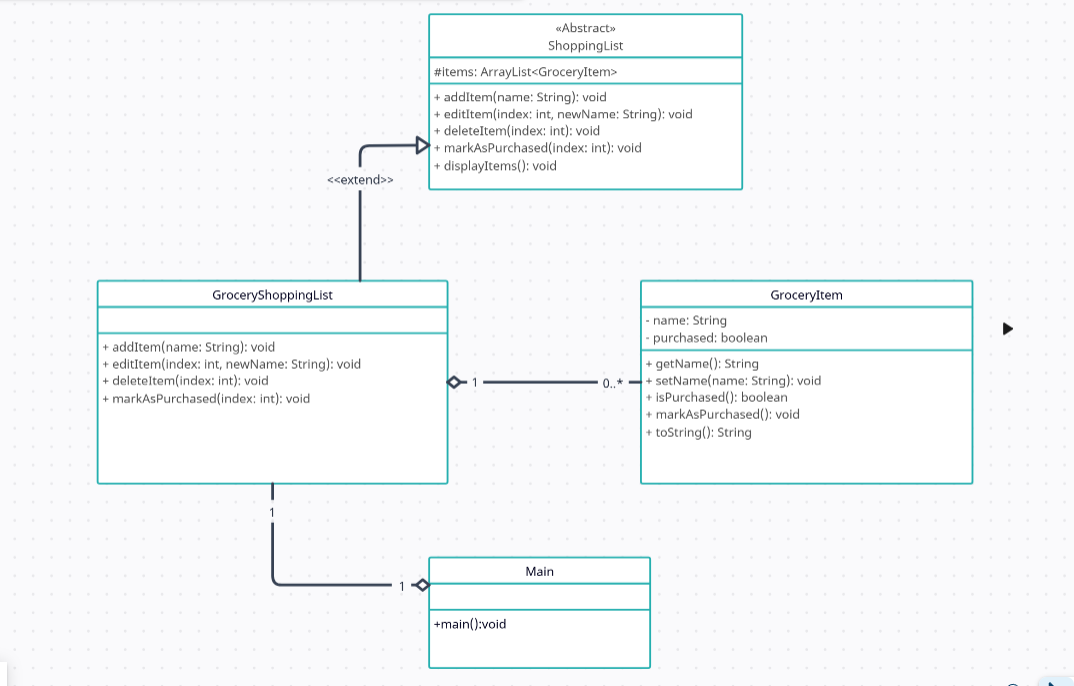 «Abstract»
ShoppingList
#items: ArrayList<GroceryItem>
+ addItem(name: String): void
+ editItem(index: int, newName: String): void
+ deleteItem(index: int): void
+ markAsPurchased(index: int): void
+ displayItems(): void
<<extend>>
GroceryShoppingList
+ addItem(name: String): void
+ editItem(index: int, newName: String): void
+ deleteItem(index: int): void
+ markAsPurchased(index: int): void
1
0..*
GroceryItem
- name: String
- purchased: boolean
+ getName(): String
+ setName(name: String): void
+ isPurchased(): boolean
+ markAsPurchased(): void
+ toString(): String
1
1
Main
+main():void